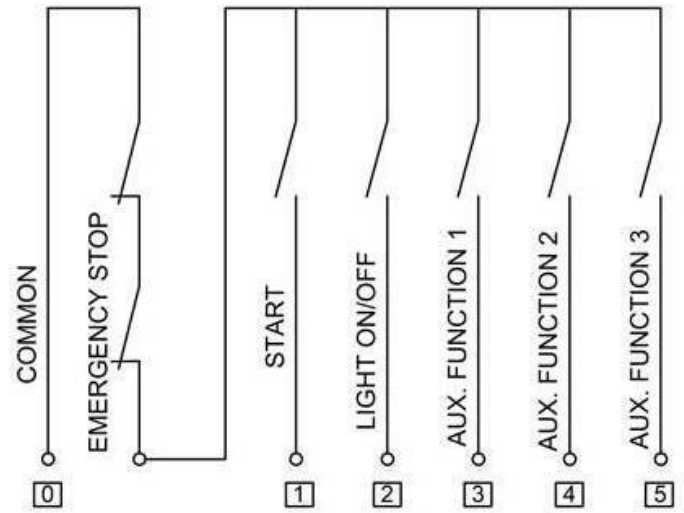 COMMON
EMERGENCY STOP
START
LIGHT ON/OFF
AUX. FUNCTION 1
AUX. FUNCTION 2
AUX. FUNCTION 3
0
1
2
3
4
5